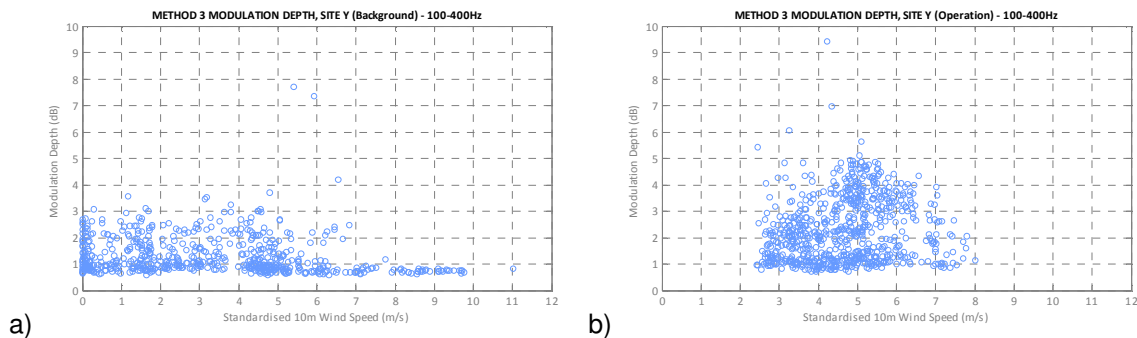 METHOD 3 MODULATION DEPTH, SITE Y (Background) - 100-400Hz
10
9
8
7
6
5
4
3
2
1
0
Modulation Depth (dB)
0 1 2 3 4 5 6 7 8 9 10 11 12
Standardised 10m Wind Speed (m/s)
a)
METHOD 3 MODULATION DEPTH, SITE Y (Operation) - 100-400Hz
10
9
8
7
6
5
4
3
2
1
0
Modulation Depth (dB)
0 1 2 3 4 5 6 7 8 9 10 11 12
Standardised 10m Wind Speed (m/s)
b)